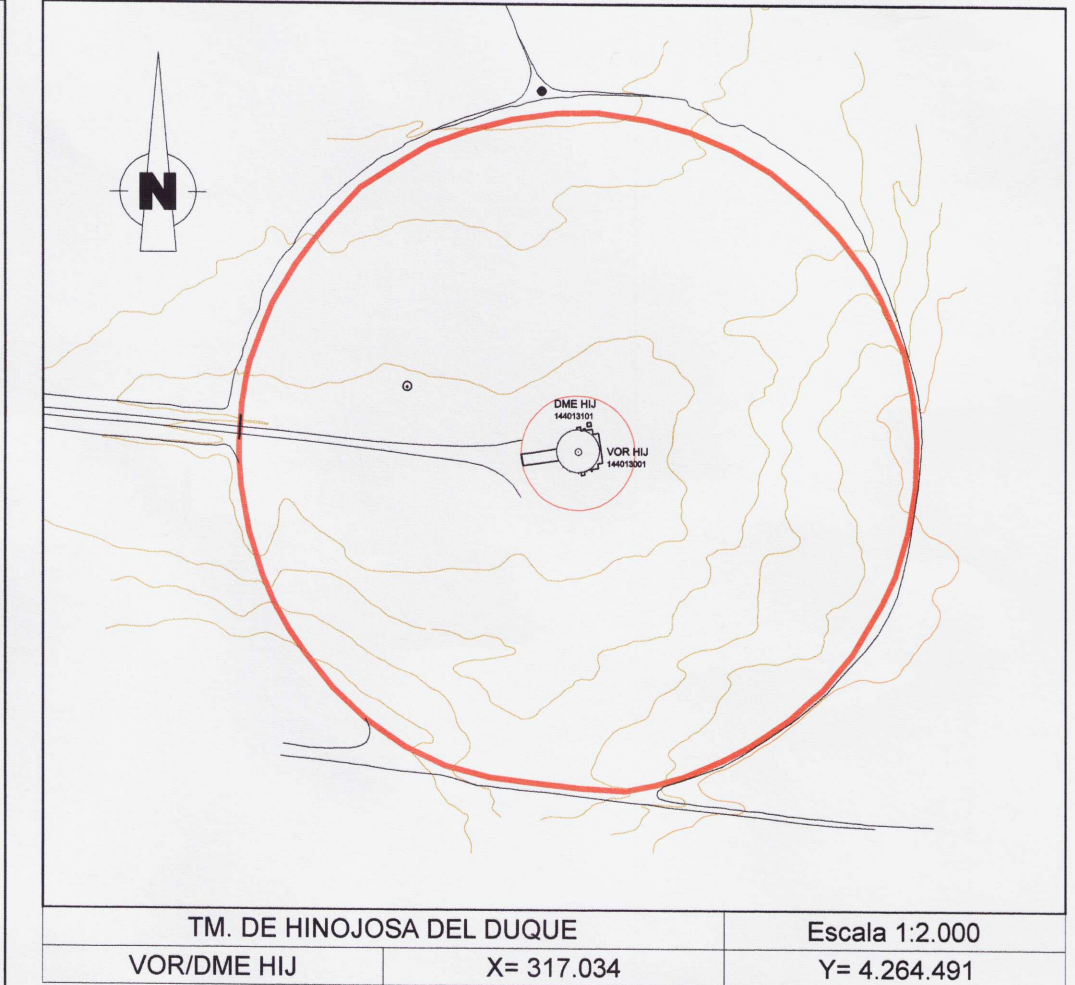 N
DME HIJ
144013101
VOR HIJ
144013001
TM. DE HINOJOSA DEL DUQUE
Escala 1:2.000
VOR/DME HIJ
X= 317.034
Y= 4.264.491